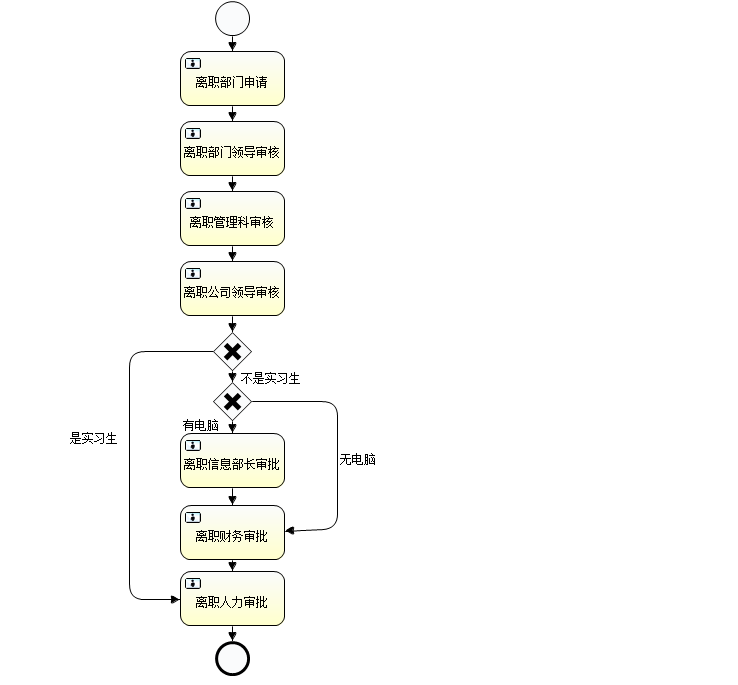 离职部门申请
离职部门领导审核
离职管理科审核
离职公司领导审核
不是实习生
有电脑
是实习生
无电脑
离职信息部长审批
离职财务审批
离职人力审批